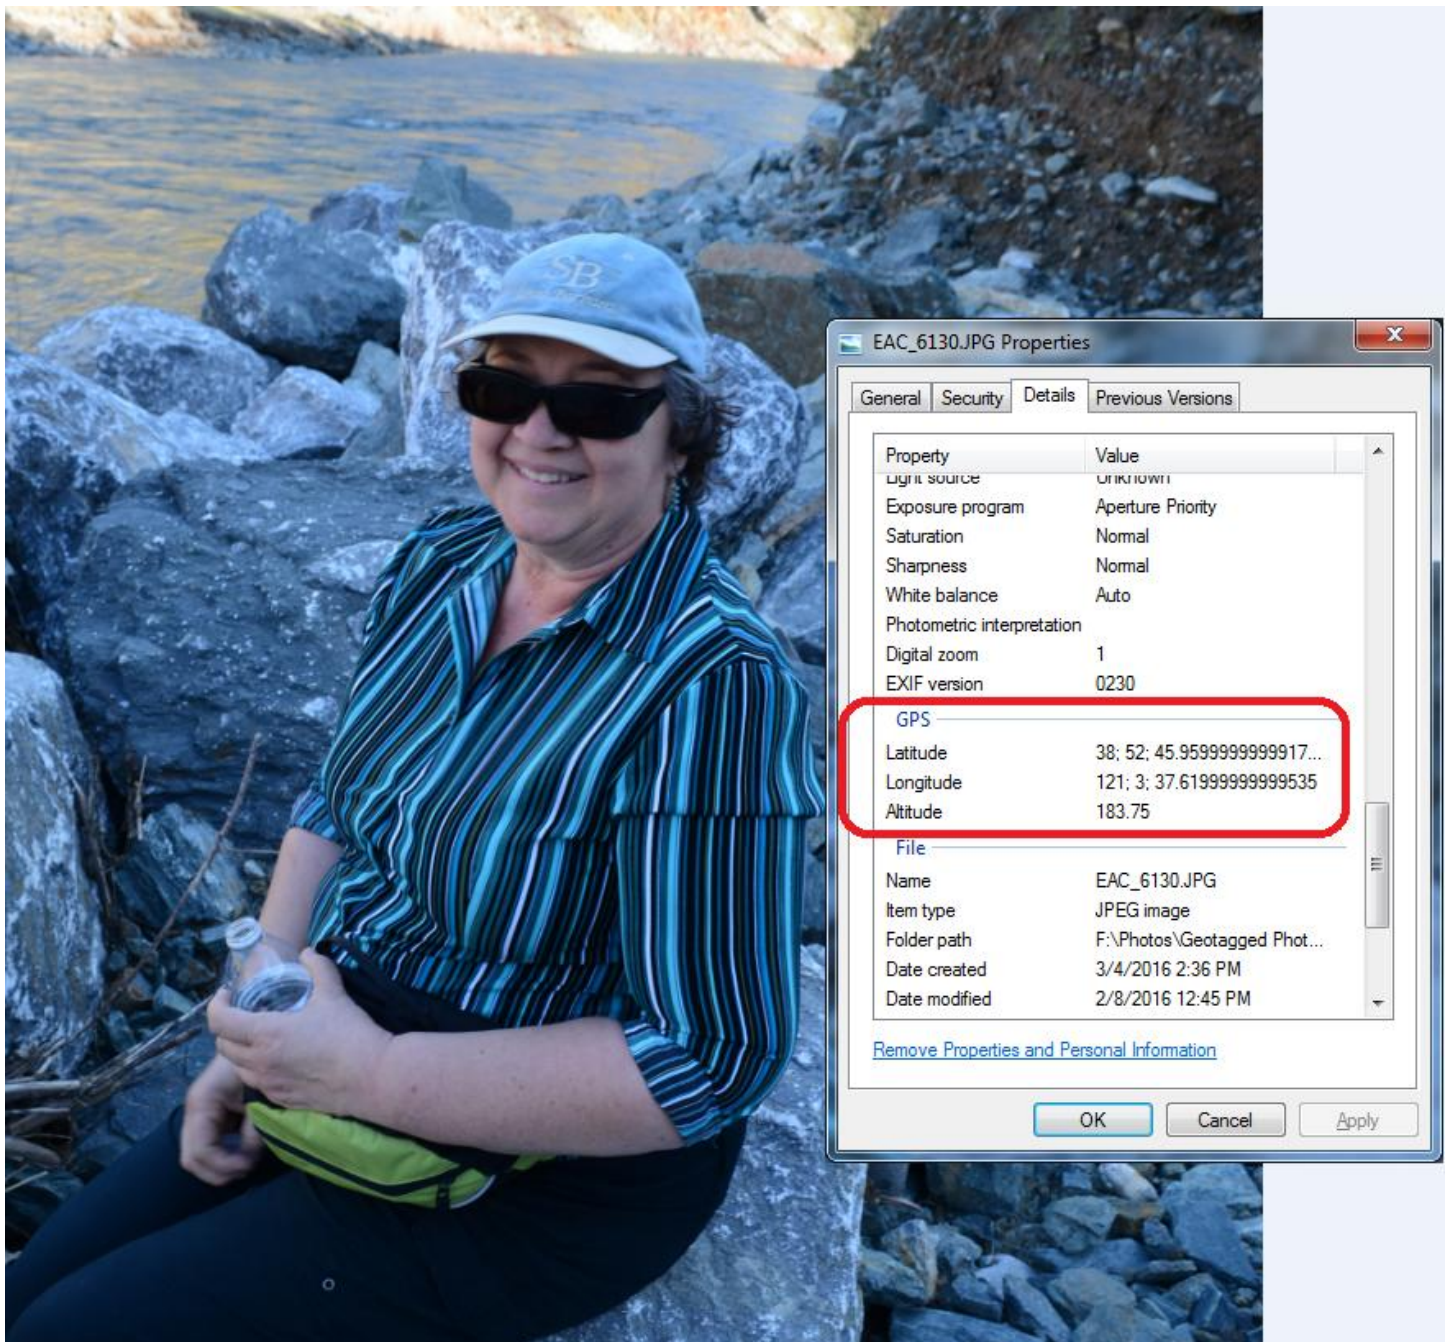 SB
EAC_6130.JPG Properties
X
General Security Details Previous Versions
Property Value
Light source Unknown
Exposure program Aperture Priority
Saturation Normal
Sharpness Normal
White balance Auto
Photometric interpretation
Digital zoom 1
EXIF version 0230
GPS
Latitude 38; 52; 45.9599999999917...
Longitude 121; 3; 37.61999999999535
Altitude 183.75
File
Name EAC_6130.JPG
Item type JPEG image
Folder path F:\Photos\Geotagged Phot...
Date created 3/4/2016 2:36 PM
Date modified 2/8/2016 12:45 PM
Remove Properties and Personal Information
OK Cancel Apply